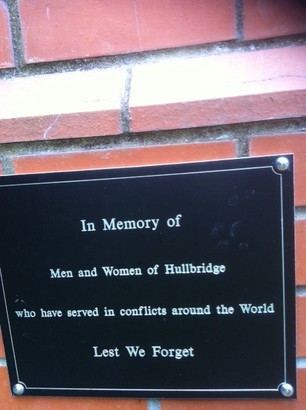 In Memory of
Men and Women of Hullbridge
who have served in conflicts around the World
Lest We Forget